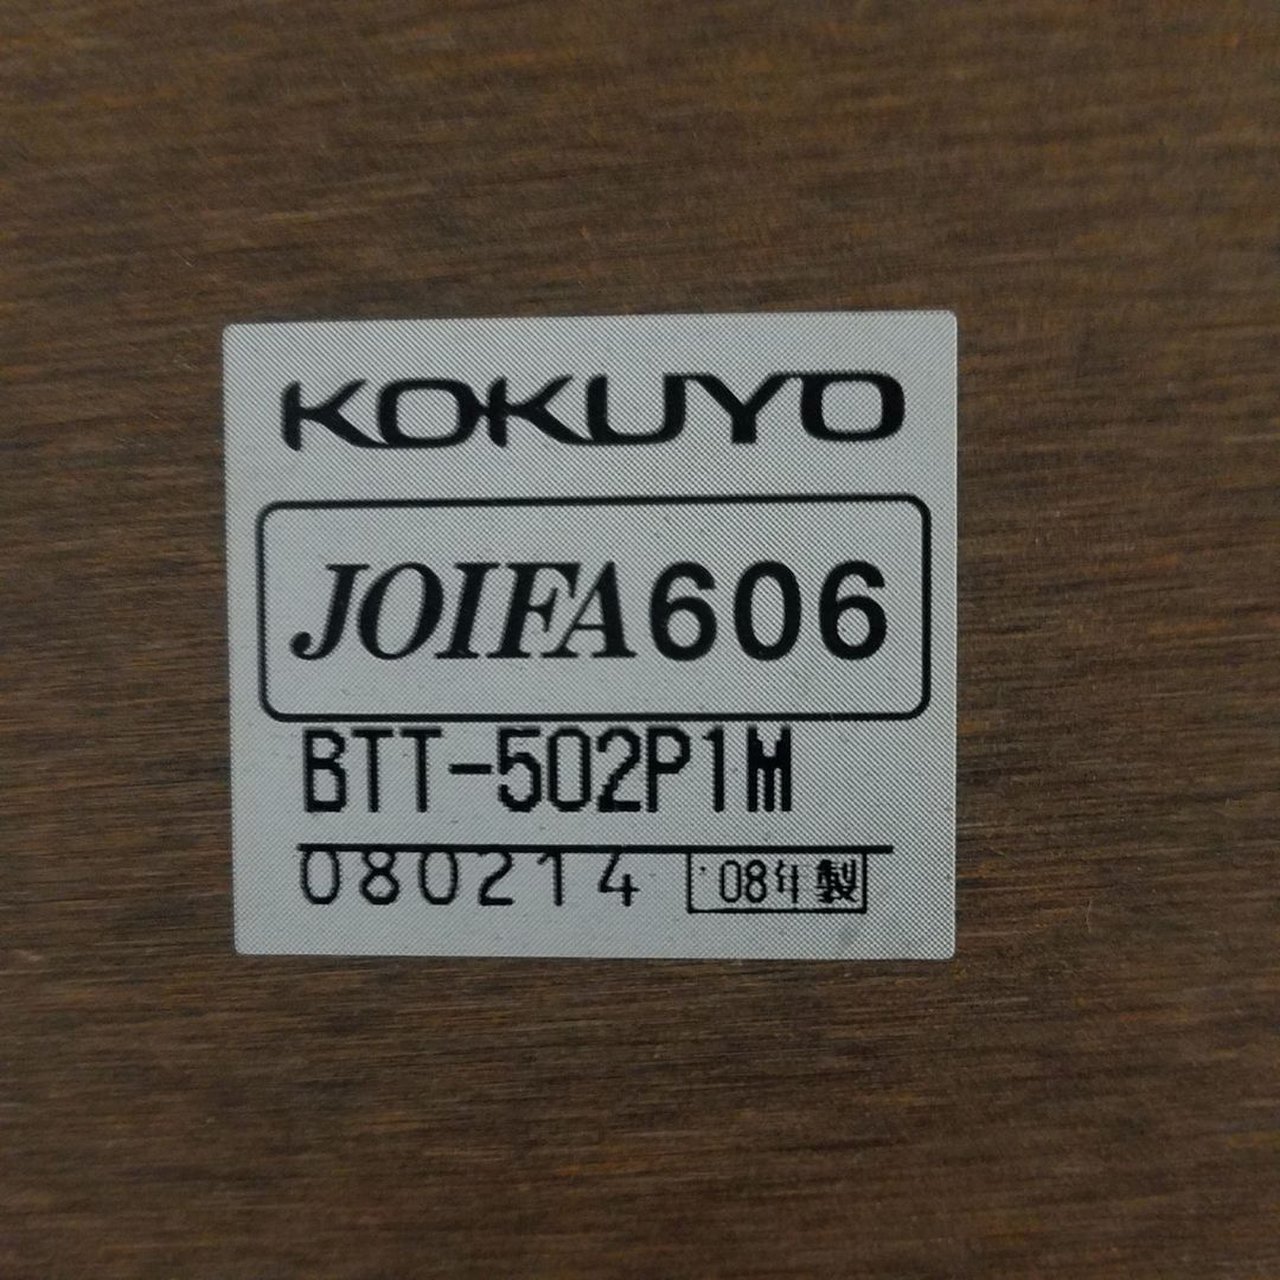 KOKUYO
JOIFA606
BTT-502P1M
080214 '08年製